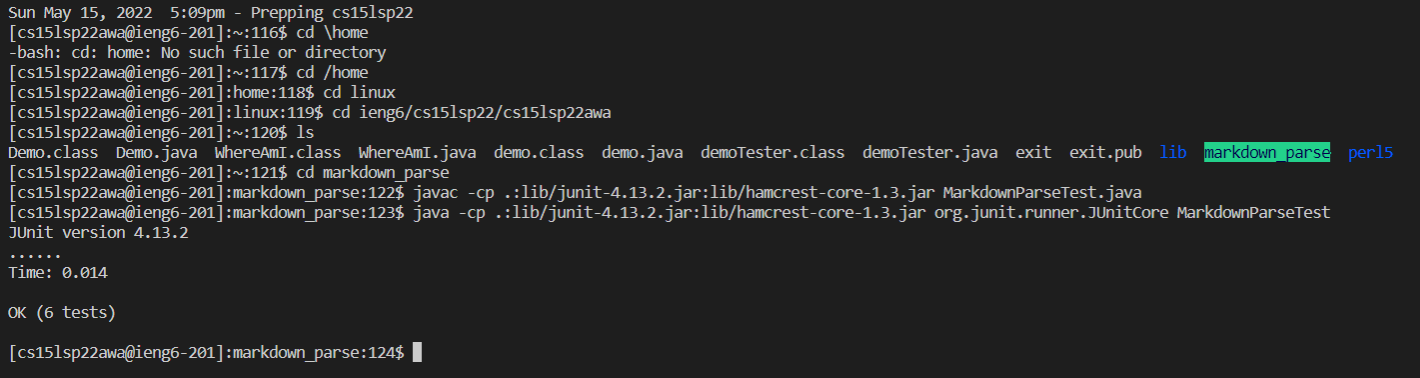 Sun May 15, 2022  5:09pm - Prepping cs15lsp22
[cs15lsp22awa@ieng6-201]:~:116$ cd \home
-bash: cd: home: No such file or directory
[cs15lsp22awa@ieng6-201]:~:117$ cd /home
[cs15lsp22awa@ieng6-201]:home:118$ cd linux
[cs15lsp22awa@ieng6-201]:linux:119$ cd ieng6/cs15lsp22/cs15lsp22awa
[cs15lsp22awa@ieng6-201]:~:120$ ls
Demo.class  Demo.java  WhereAmI.class  WhereAmI.java  demo.class  demo.java  demoTester.class  demoTester.java  exit  exit.pub  lib  markdown_parse  perl5
[cs15lsp22awa@ieng6-201]:~:121$ cd markdown_parse
[cs15lsp22awa@ieng6-201]:markdown_parse:122$ javac -cp .:lib/junit-4.13.2.jar:lib/hamcrest-core-1.3.jar MarkdownParseTest.java
[cs15lsp22awa@ieng6-201]:markdown_parse:123$ java -cp .:lib/junit-4.13.2.jar:lib/hamcrest-core-1.3.jar org.junit.runner.JUnitCore MarkdownParseTest
JUnit version 4.13.2
......
Time: 0.014
OK (6 tests)
[cs15lsp22awa@ieng6-201]:markdown_parse:124$